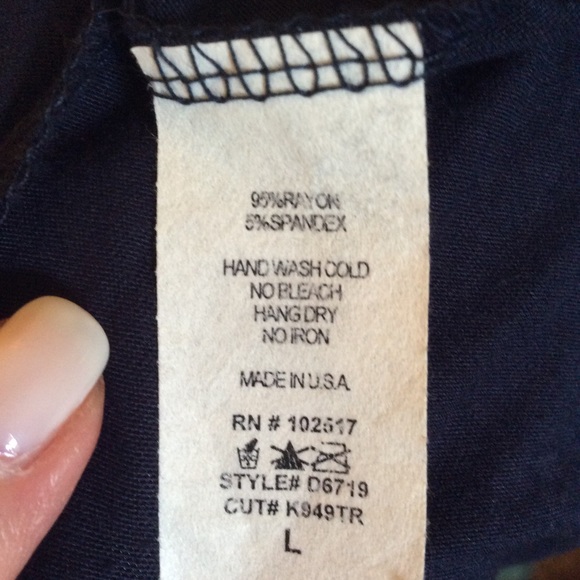 95%RAYON
5%SPANDEX
HAND WASH COLD
NO BLEACH
HANG DRY
NO IRON
MADE IN U.S.A.
RN # 102517
STYLE# D6719
CUT# K949TR
L